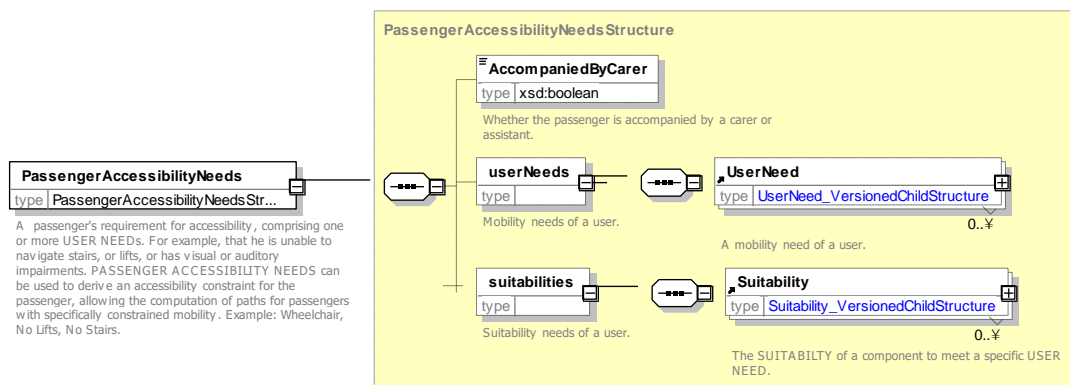 PassengerAccessibilityNeedsStructure
AccompaniedByCarer
type xsd:boolean
Whether the passenger is accompanied by a carer or
assistant.
PassengerAccessibilityNeeds
type PassengerAccessibilityNeedsStr...
A passenger's requirement for accessibility, comprising one
or more USER NEEDs. For example, that he is unable to
navigate stairs, or lifts, or has visual or auditory
impairments. PASSENGER ACCESSIBILITY NEEDS can
be used to derive an accessibility constraint for the
passenger, allowing the computation of paths for passengers
with specifically constrained mobility. Example: Wheelchair,
No Lifts, No Stairs.
userNeeds
type
Mobility needs of a user.
UserNeed
type UserNeed_VersionedChildStructure
0..¥
A mobility need of a user.
suitabilities
type
Suitability needs of a user.
Suitability
type Suitability_VersionedChildStructure
0..¥
The SUITABILTY of a component to meet a specific USER
NEED.